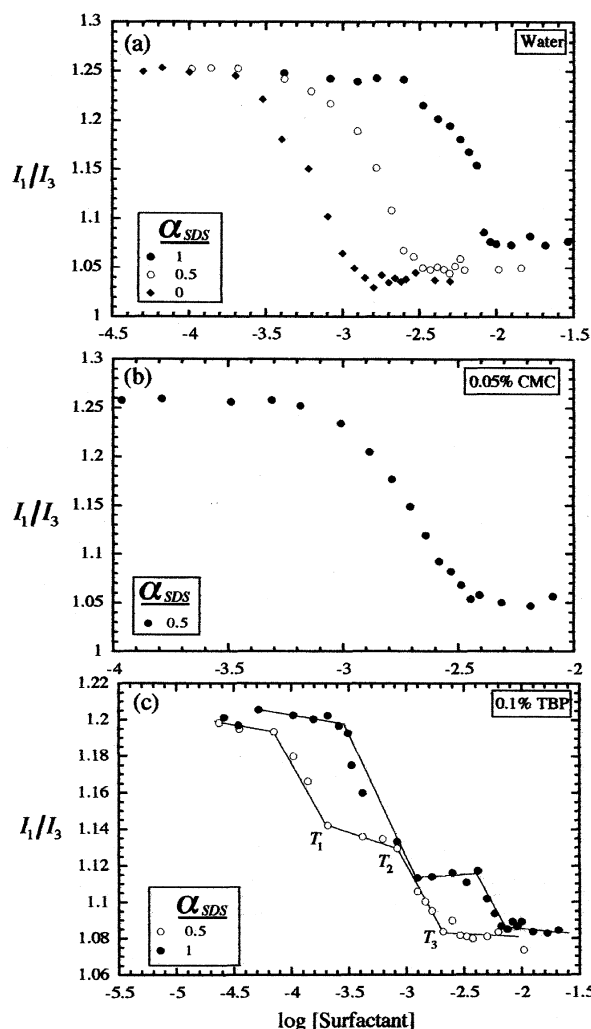 1.3
(a)
Water
1.25
1.2
I₁/I₃
1.15
α SDS
1.1
1
0.5
1.05
0
1
-4.5 -4 -3.5 -3 -2.5 -2 -1.5
1.3
(b)
0.05% CMC
1.25
1.2
I₁/I₃
1.15
1.1
α SDS
1.05
0.5
1
-4 -3.5 -3 -2.5 -2
1.22
(c)
0.1% TBP
1.2
1.18
1.16
I₁/I₃
1.14
T₁
T₂
1.12
α SDS
1.1
0.5
T₃
1.08
1
1.06
-5.5 -5 -4.5 -4 -3.5 -3 -2.5 -2 -1.5
log [Surfactant]